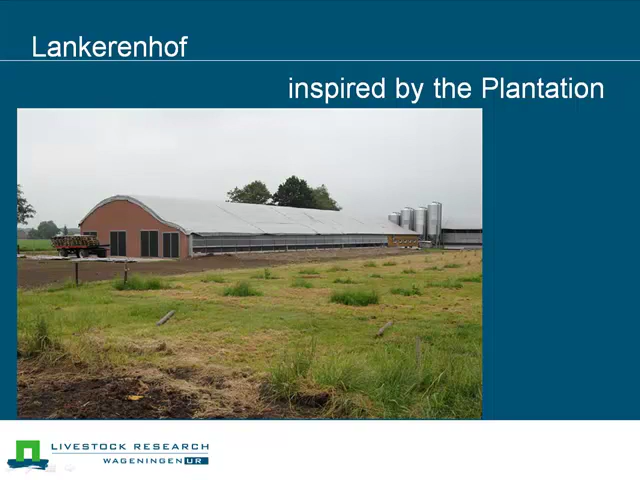 Lankerenhof
inspired by the Plantation
LIVESTOCK RESEARCH
WAGENINGEN UR